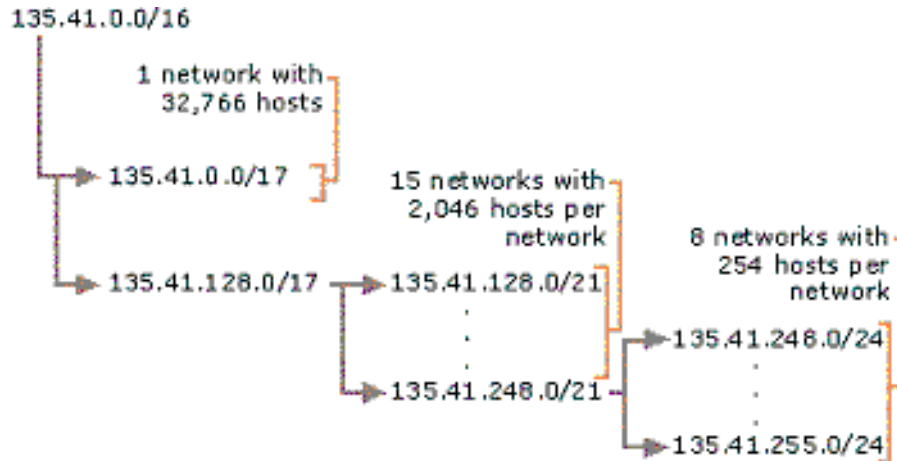 135.41.0.0/16
1 network with
32,766 hosts
135.41.0.0/17
15 networks with
2,046 hosts per
network
8 networks with
254 hosts per
network
135.41.128.0/17
135.41.128.0/21
135.41.248.0/24
135.41.248.0/21
135.41.255.0/24